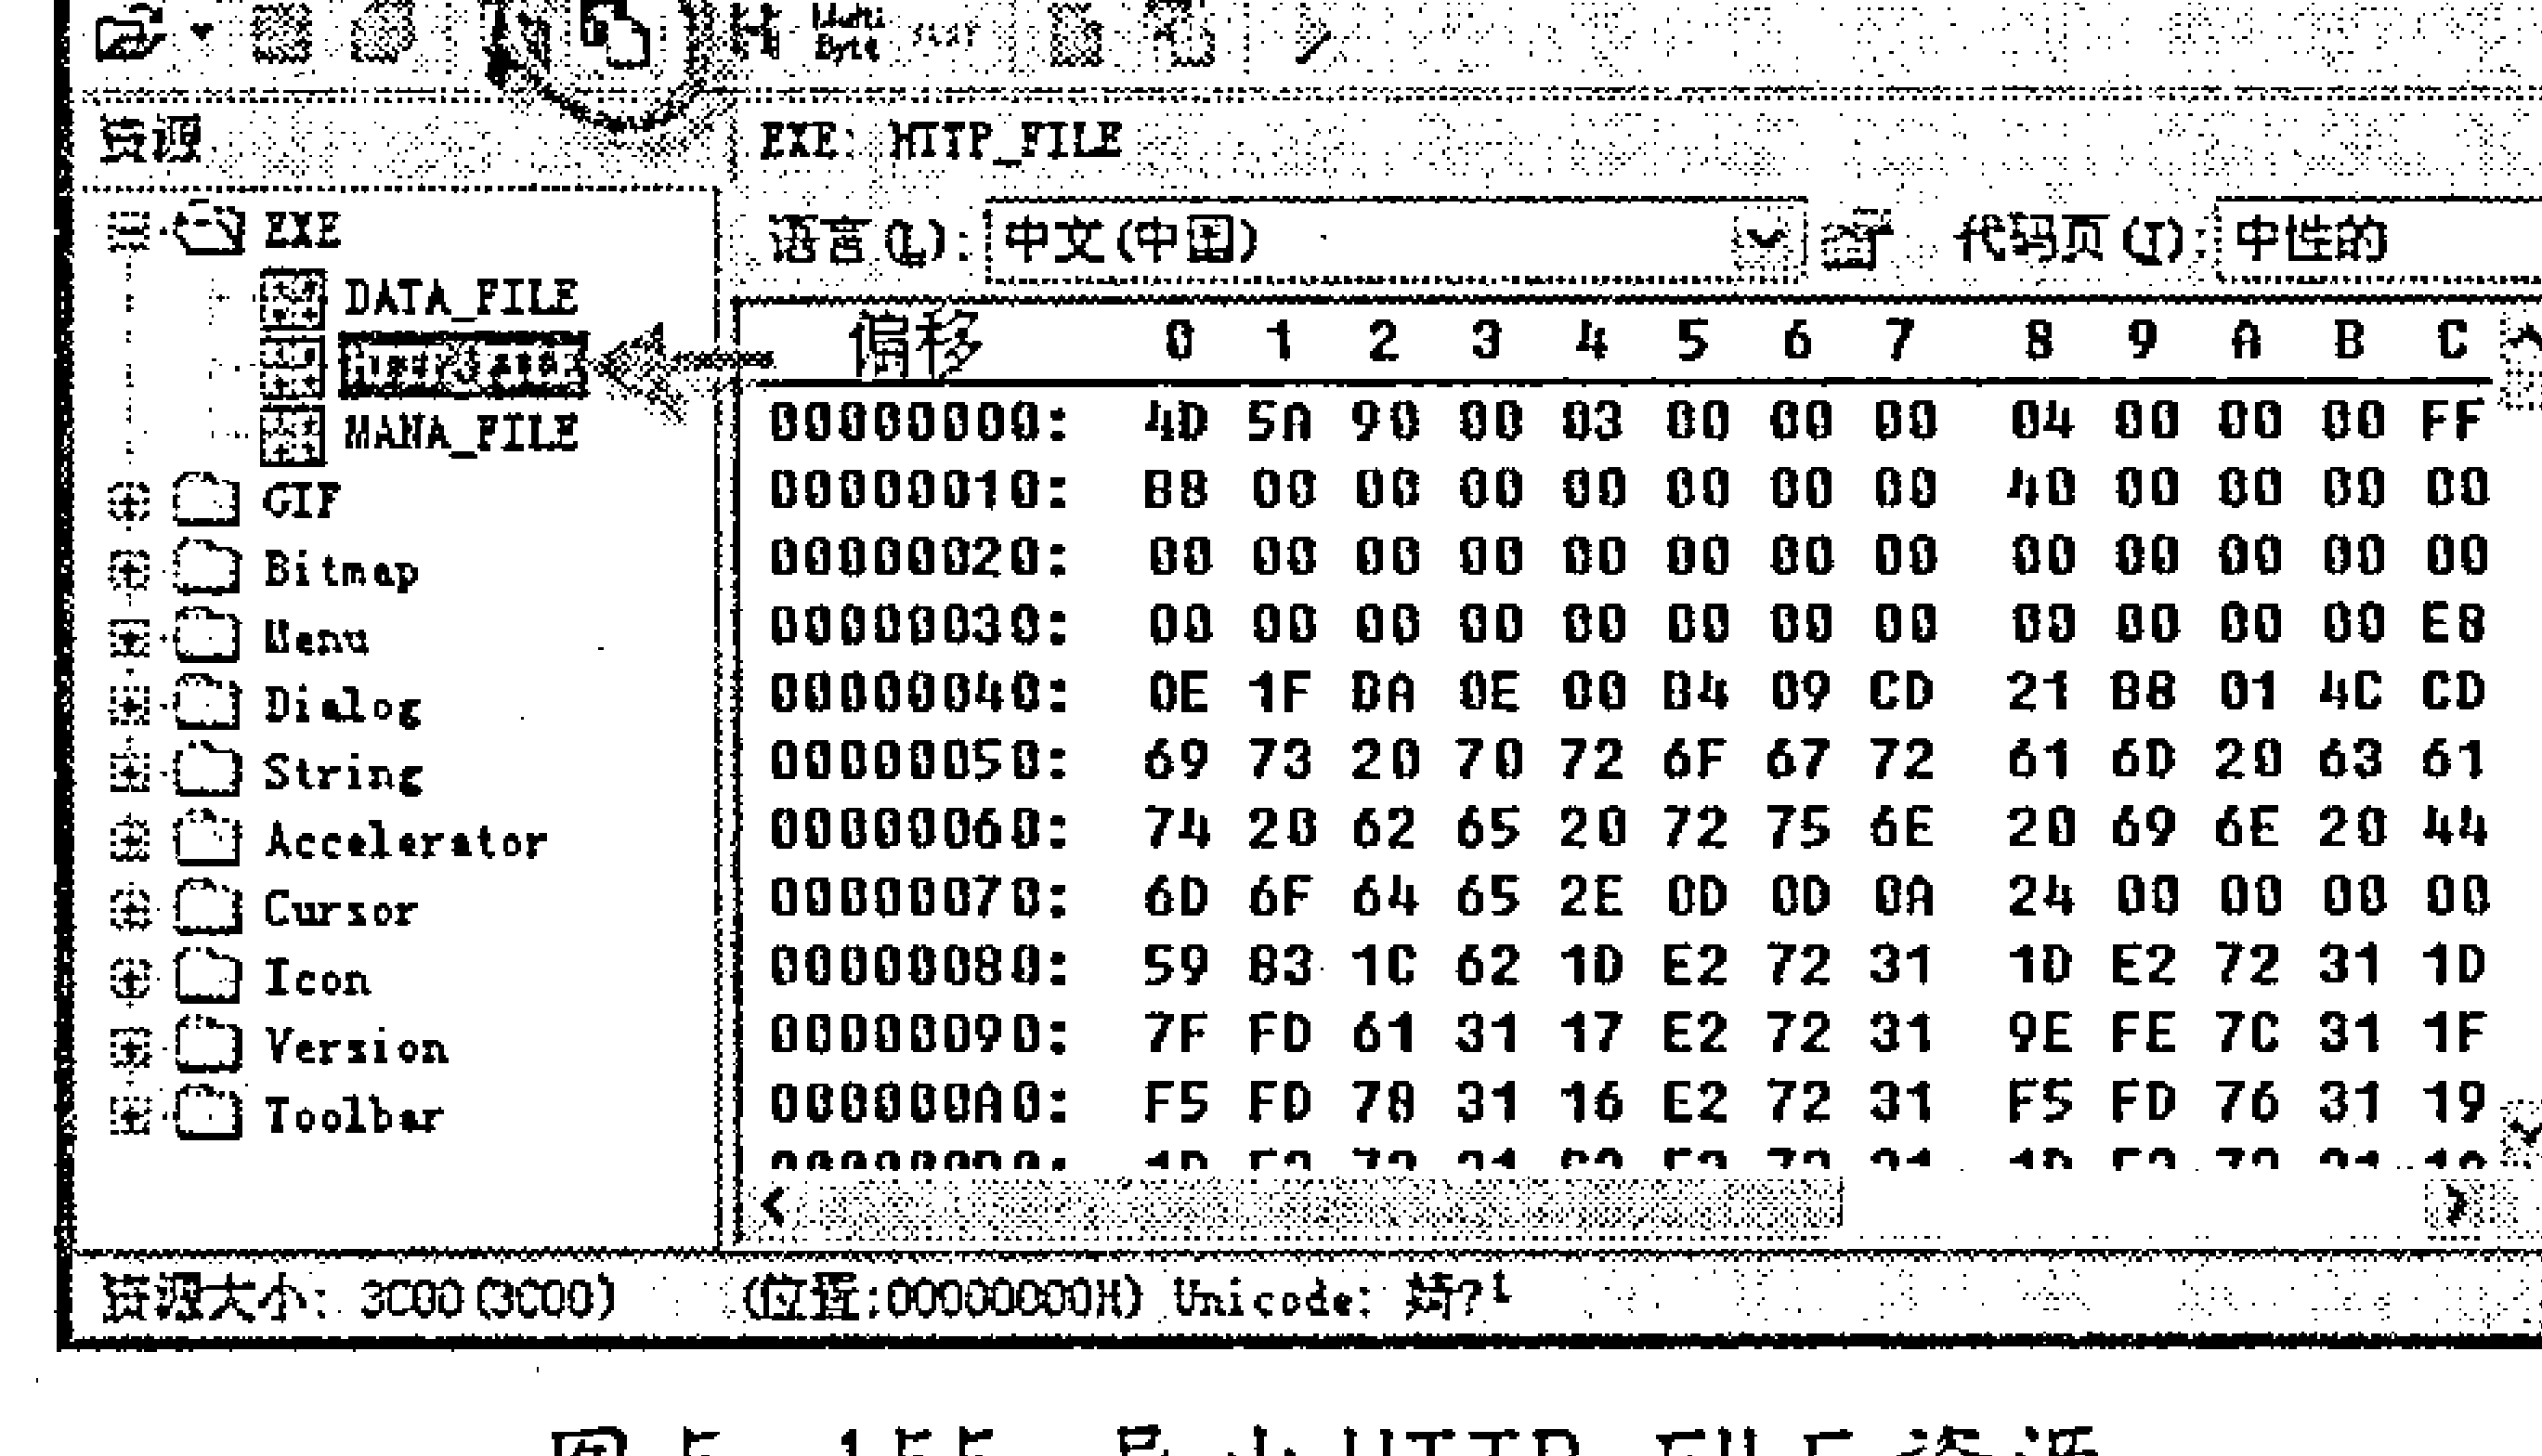 Multi
Byte
资源
EXE: HTTP_FILE
EXE
DATA_FILE
MANA_FILE
GIF
Bitmap
Menu
Dialog
String
Accelerator
Cursor
Icon
Version
Toolbar
语言(L): 中文(中国) 代码页(T): 中性的
偏移 0 1 2 3 4 5 6 7 8 9 A B C
00000000: 4D 5A 90 00 03 00 00 00 04 00 00 00 FF
00000010: B8 00 00 00 00 00 00 00 40 00 00 00 00
00000020: 00 00 00 00 00 00 00 00 00 00 00 00 00
00000030: 00 00 00 00 00 00 00 00 00 00 00 00 E8
00000040: 0E 1F BA 0E 00 B4 09 CD 21 B8 01 4C CD
00000050: 69 73 20 70 72 6F 67 72 61 6D 20 63 61
00000060: 74 20 62 65 20 72 75 6E 20 69 6E 20 44
00000070: 6D 6F 64 65 2E 0D 0D 0A 24 00 00 00 00
00000080: 59 83 1C 62 1D E2 72 31 1D E2 72 31 1D
00000090: 7F FD 61 31 17 E2 72 31 9E FE 7C 31 1F
000000A0: F5 FD 78 31 16 E2 72 31 F5 FD 76 31 19
资源大小: 3C00(3C00) (位置:00000000H) Unicode:
图 5-155 导出 HTTP_FILE 资源